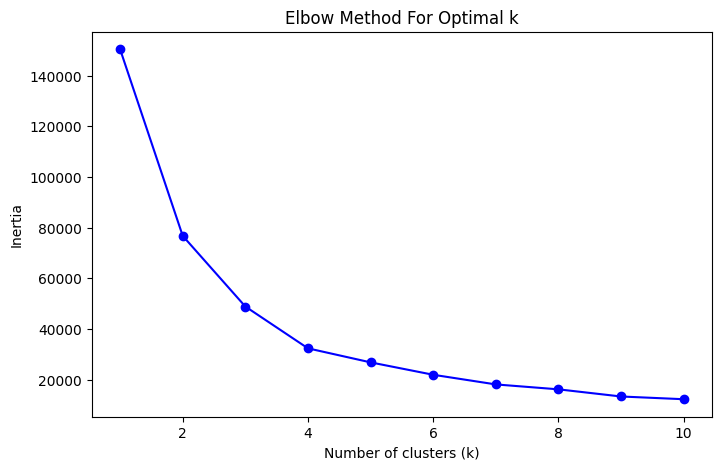 Elbow Method For Optimal k
140000
120000
100000
80000
60000
40000
20000
Inertia
2 4 6 8 10
Number of clusters (k)